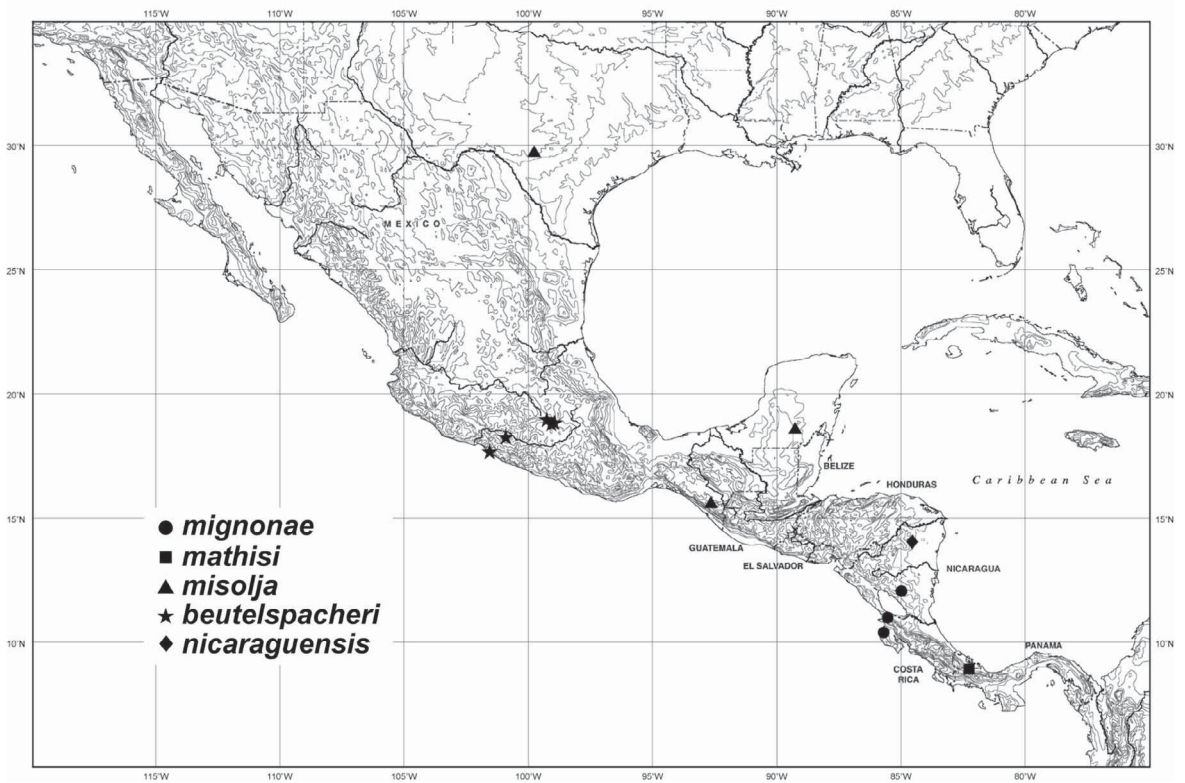 115°W 110°W 105°W 100°W 95°W 90°W 85°W 80°W
30°N 30°N
MEXICO
25°N 25°N
20°N 20°N
BELIZE
Caribbean Sea
HONDURAS
15°N 15°N
mignonae
mathisi
GUATEMALA
EL SALVADOR
NICARAGUA
misolja
beutelspacheri
nicaraguensis
10°N 10°N
PANAMA
COSTA
RICA
115°W 110°W 105°W 100°W 95°W 90°W 85°W 80°W